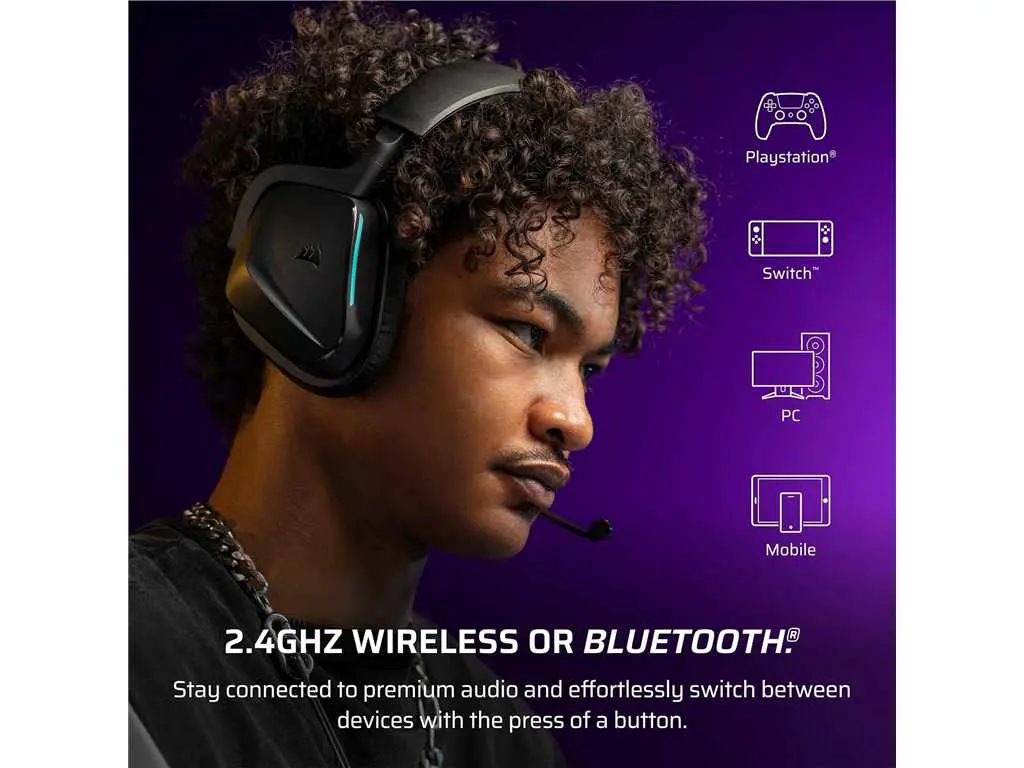 Playstation®
Switch™
PC
Mobile
2.4GHZ WIRELESS OR BLUETOOTH.®
Stay connected to premium audio and effortlessly switch between
devices with the press of a button.